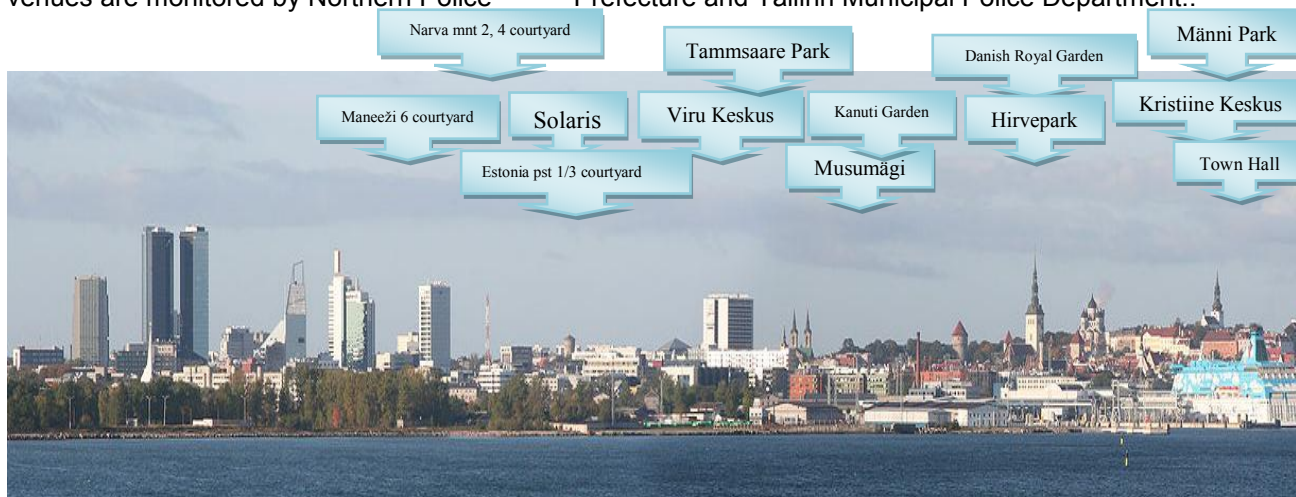 venues are monitored by Northern Police Prefecture and Tallinn Municipal Police Department..
Narva mnt 2, 4 courtyard
Tammsaare Park
Danish Royal Garden
Männi Park
Maneeži 6 courtyard
Solaris
Viru Keskus
Kanuti Garden
Hirvepark
Kristiine Keskus
Estonia pst 1/3 courtyard
Musumägi
Town Hall